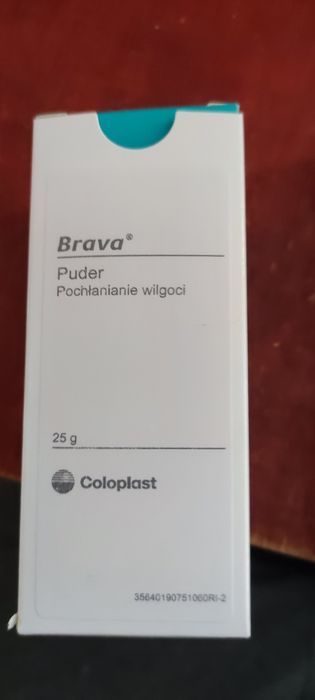 Brava®
Puder
Pochłanianie wilgoci
25 g
Coloplast
35640190751060RI-2